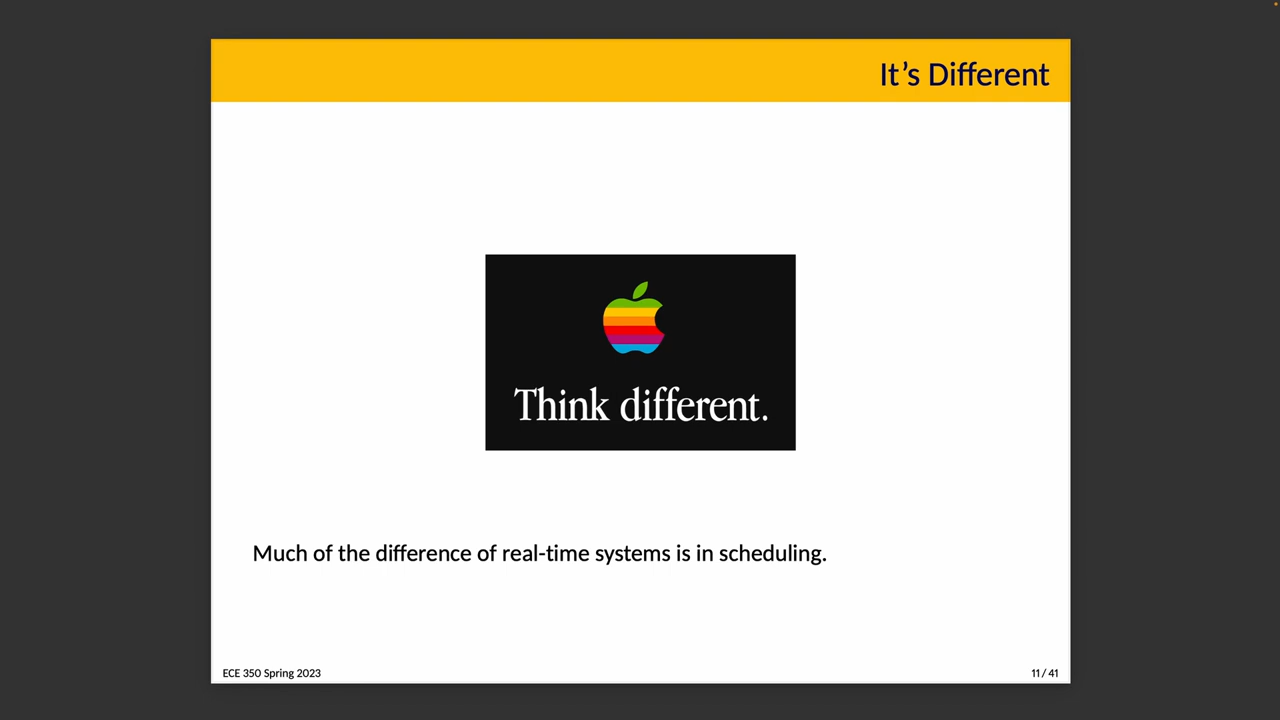 It’s Different
Think different.
Much of the difference of real-time systems is in scheduling.
ECE 350 Spring 2023
11 / 41